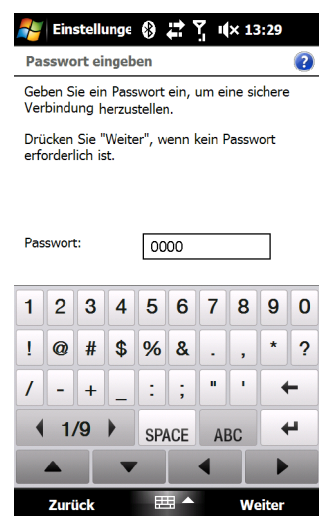 Einstellunge 13:29
Passwort eingeben ?
Geben Sie ein Passwort ein, um eine sichere
Verbindung herzustellen.
Drücken Sie "Weiter", wenn kein Passwort
erforderlich ist.
Passwort: 0000
1 2 3 4 5 6 7 8 9 0
! @ # $ % & . , * ?
/ - + _ : ; " ' ←
1/9 SPACE ABC
Zurück Weiter